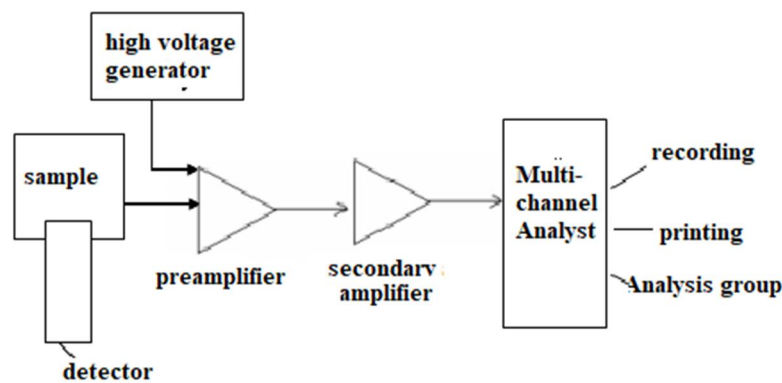 high voltage
generator
sample
detector
preamplifier
secondary
amplifier
Multi-
channel
Analyst
recording
printing
Analysis group